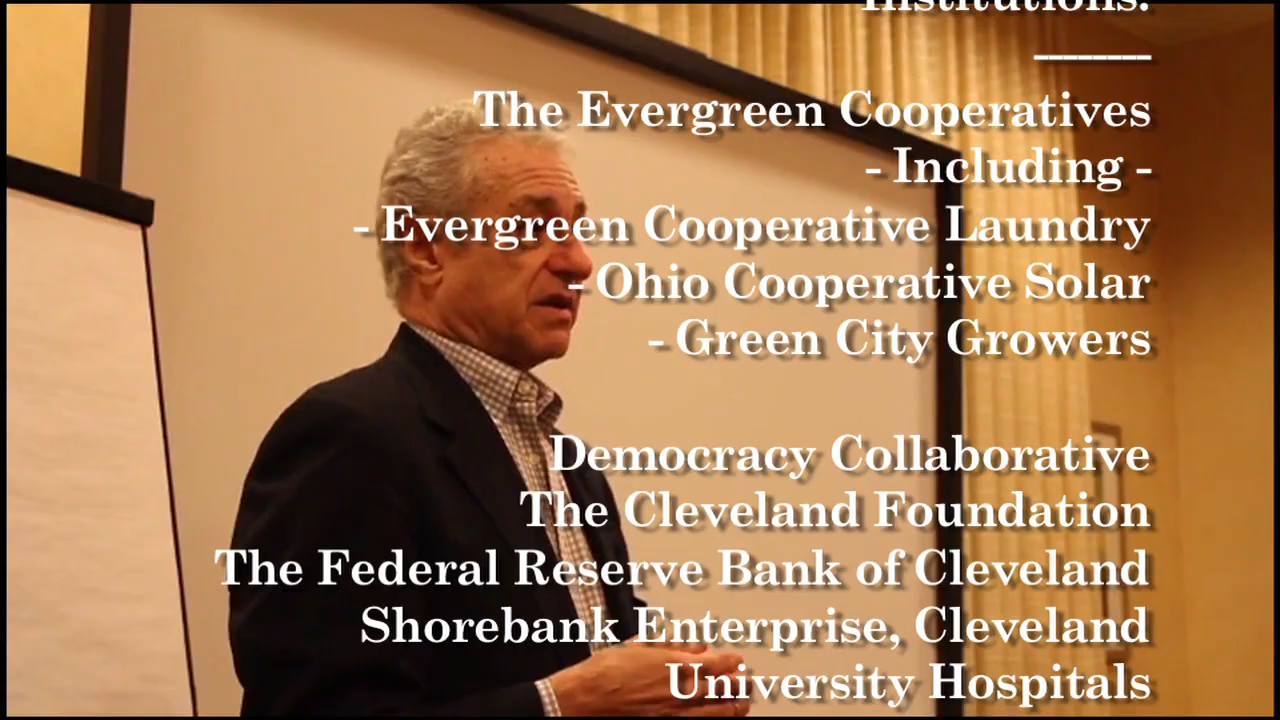 Institutions:
--------
The Evergreen Cooperatives
- Including -
- Evergreen Cooperative Laundry
- Ohio Cooperative Solar
- Green City Growers
Democracy Collaborative
The Cleveland Foundation
The Federal Reserve Bank of Cleveland
Shorebank Enterprise, Cleveland
University Hospitals